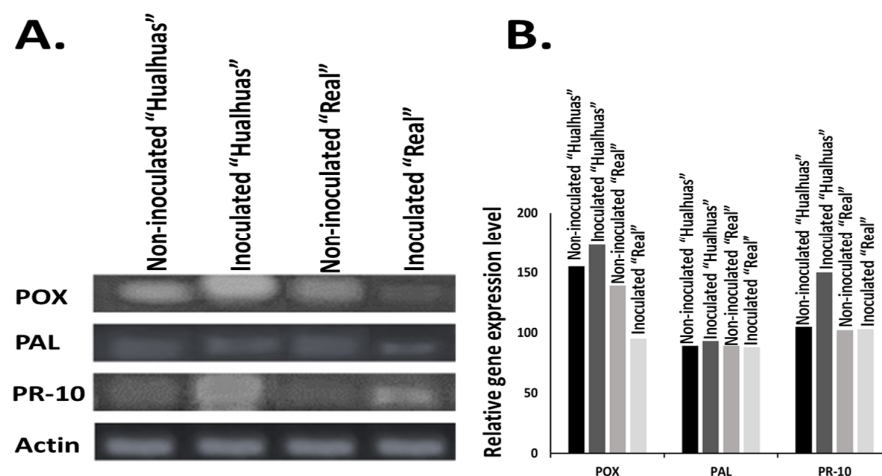 A.
Non-inoculated “Hualhuas”
Inoculated “Hualhuas”
Non-inoculated “Real”
Inoculated “Real”
POX
PAL
PR-10
Actin
B.
Relative gene expression level
200
150
100
50
0
Non-inoculated “Hualhuas”
Inoculated “Hualhuas”
Non-inoculated “Real”
Inoculated “Real”
Non-inoculated “Hualhuas”
Inoculated “Hualhuas”
Non-inoculated “Real”
Inoculated “Real”
Non-inoculated “Hualhuas”
Inoculated “Hualhuas”
Non-inoculated “Real”
Inoculated “Real”
POX
PAL
PR-10